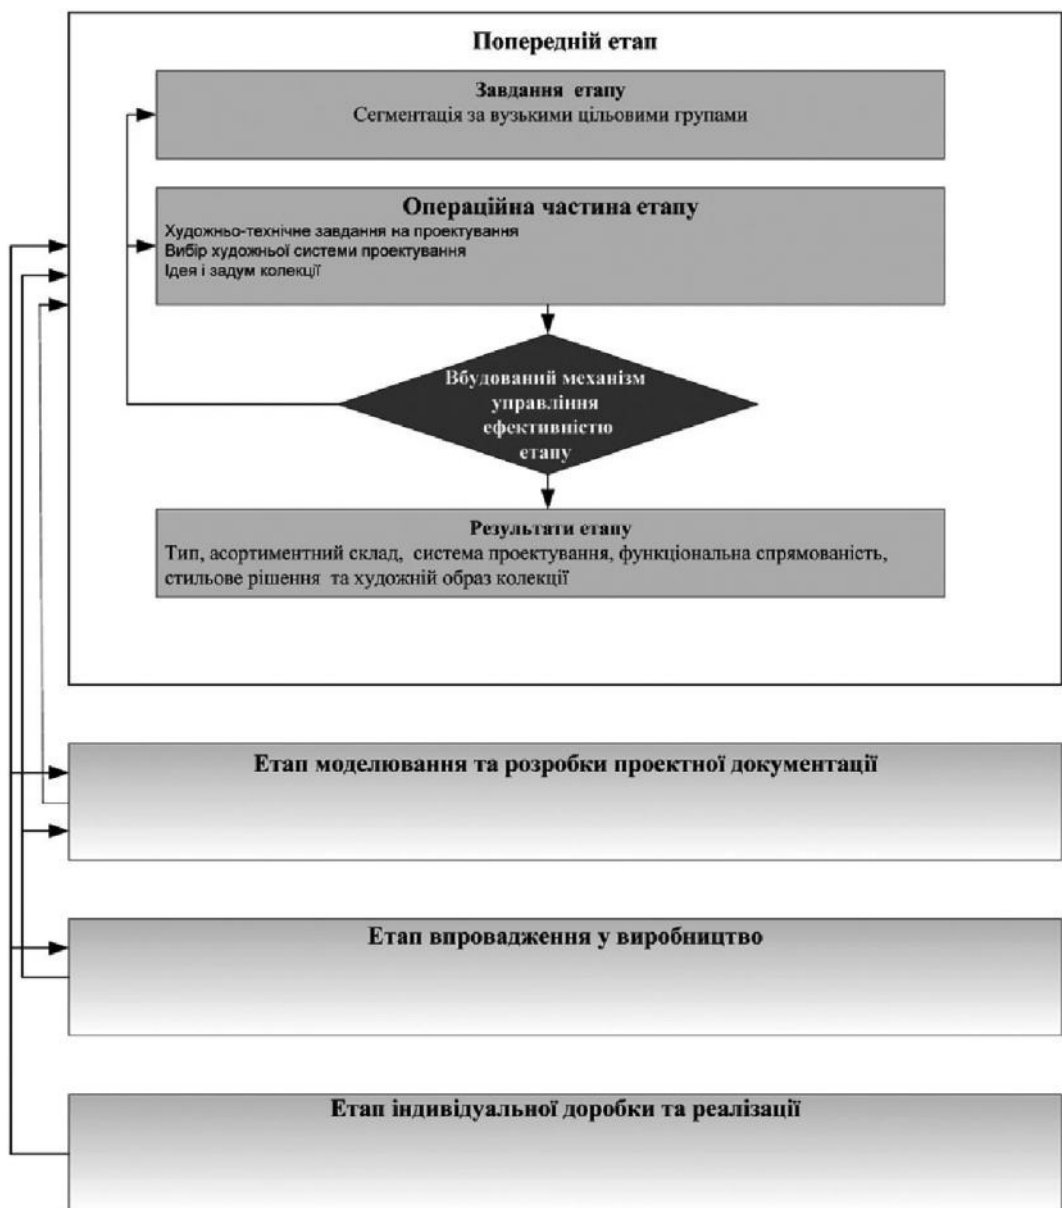 Попередній етап
Завдання етапу
Сегментація за вузькими цільовими групами
Операційна частина етапу
Художньо-технічне завдання на проектування
Вибір художньої системи проектування
Ідея і задум колекції
Вбудований механізм
управління
ефективністю
етапу
Результати етапу
Тип, асортиментний склад, система проектування, функціональна спрямованість,
стильове рішення та художній образ колекції
Етап моделювання та розробки проектної документації
Етап впровадження у виробництво
Етап індивідуальної доробки та реалізації